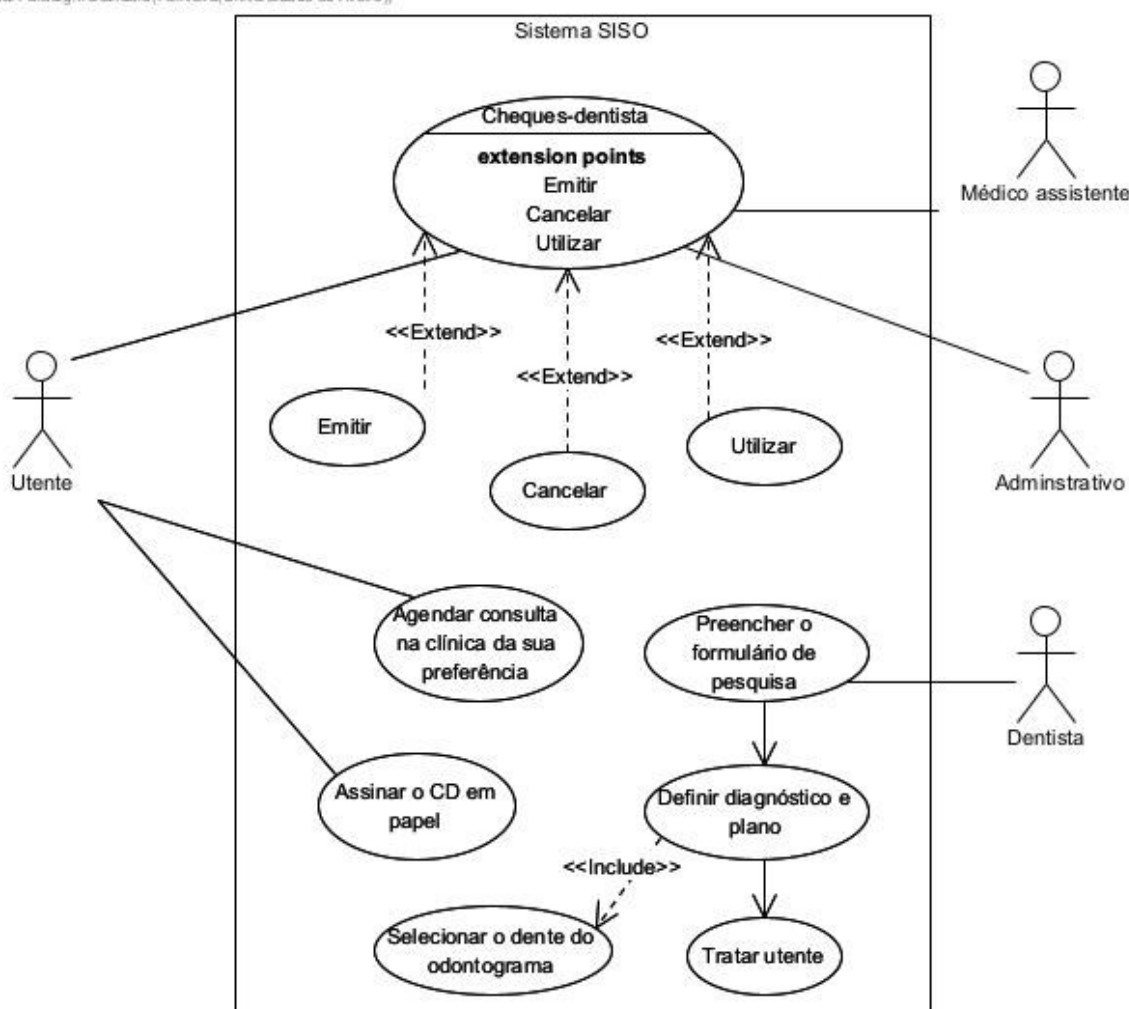 Sistema SISO
Cheques-dentista
extension points
Emitir
Cancelar
Utilizar
Médico assistente
<<Extend>>
<<Extend>>
<<Extend>>
Utente
Emitir
Cancelar
Utilizar
Adminstrativo
Agendar consulta
na clínica da sua
preferência
Preencher o
formulário de
pesquisa
Dentista
Assinar o CD em
papel
Definir diagnóstico e
plano
<<Include>>
Selecionar o dente do
odontograma
Tratar utente